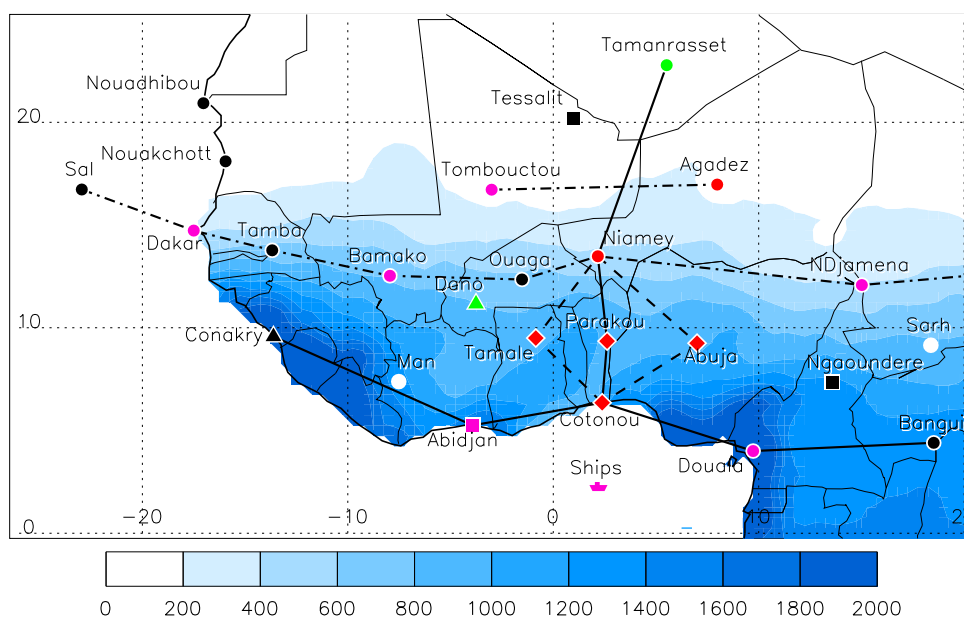 Tamanrasset
Nouadhibou
Tessalit
20
Nouakchott
Sal
Tombouctou
Agadez
Dakar
Tamba
Niamey
Bamako
Ouaga
NDjamena
Dano
10
Conakry
Parakou
Sarh
Tamale
Abuja
Man
Ngaoundere
Cotonou
Abidjan
Bangui
Douala
Ships
0
-20
-10
0
10
2
0
200
400
600
800
1000
1200
1400
1600
1800
2000